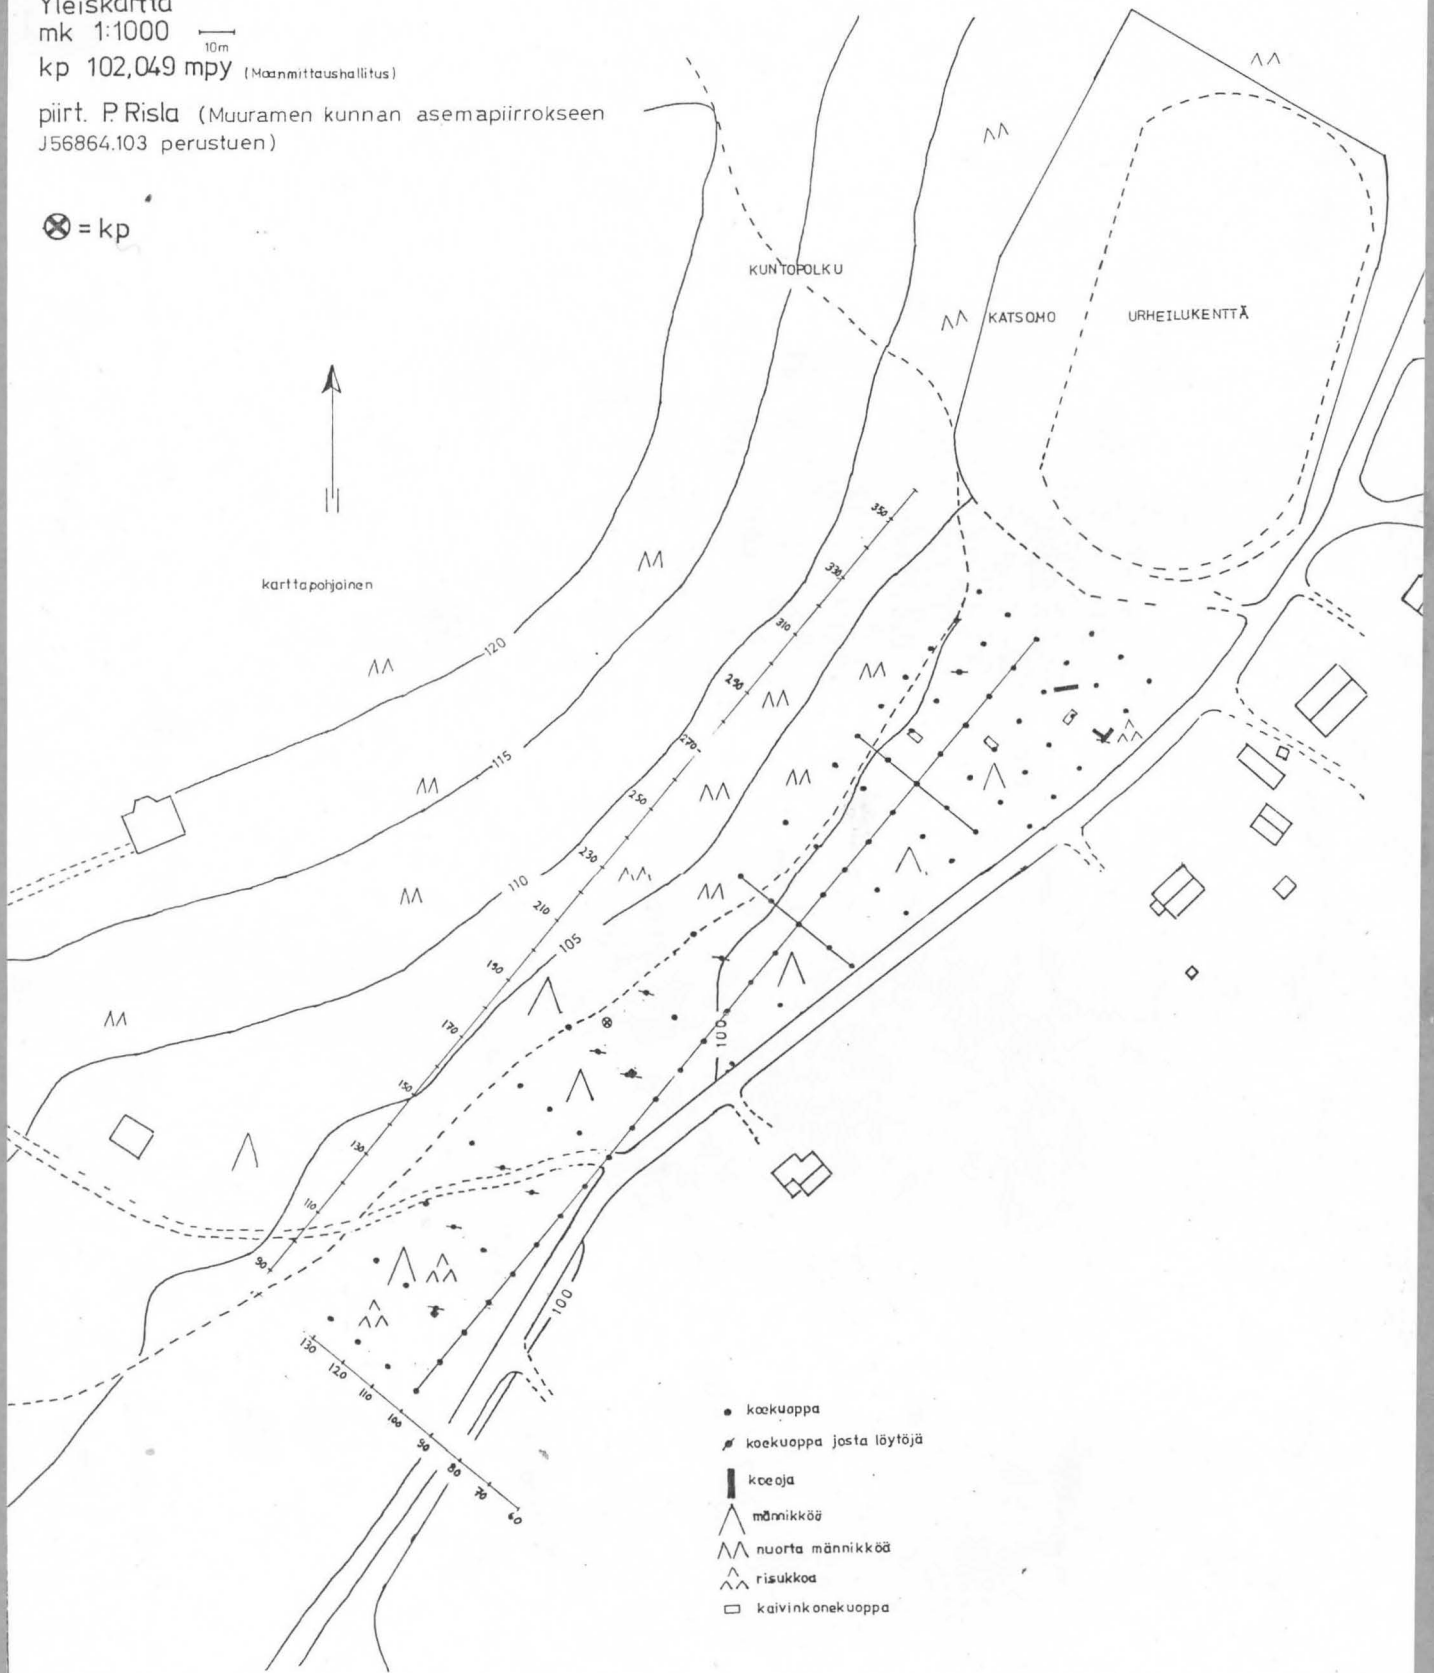 Yleiskartta
mk 1:1000
10m
kp 102,049 mpy (Maanmittaushallitus)
piirt. P. Risla (Muuramen kunnan asemapiirrokseen
J56864.103 perustuen)
= kp
KUNTOPOLKU
KATSOMO
URHEILUKENTTÄ
karttapohjoinen
120
115
110
105
100
100
350
330
310
290
270
250
230
210
190
170
150
130
110
90
130
120
110
100
90
80
70
60
koekuoppa
koekuoppa josta löytöjä
koeoja
männikköä
nuorta männikköä
risukkoa
kaivinkonekuoppa